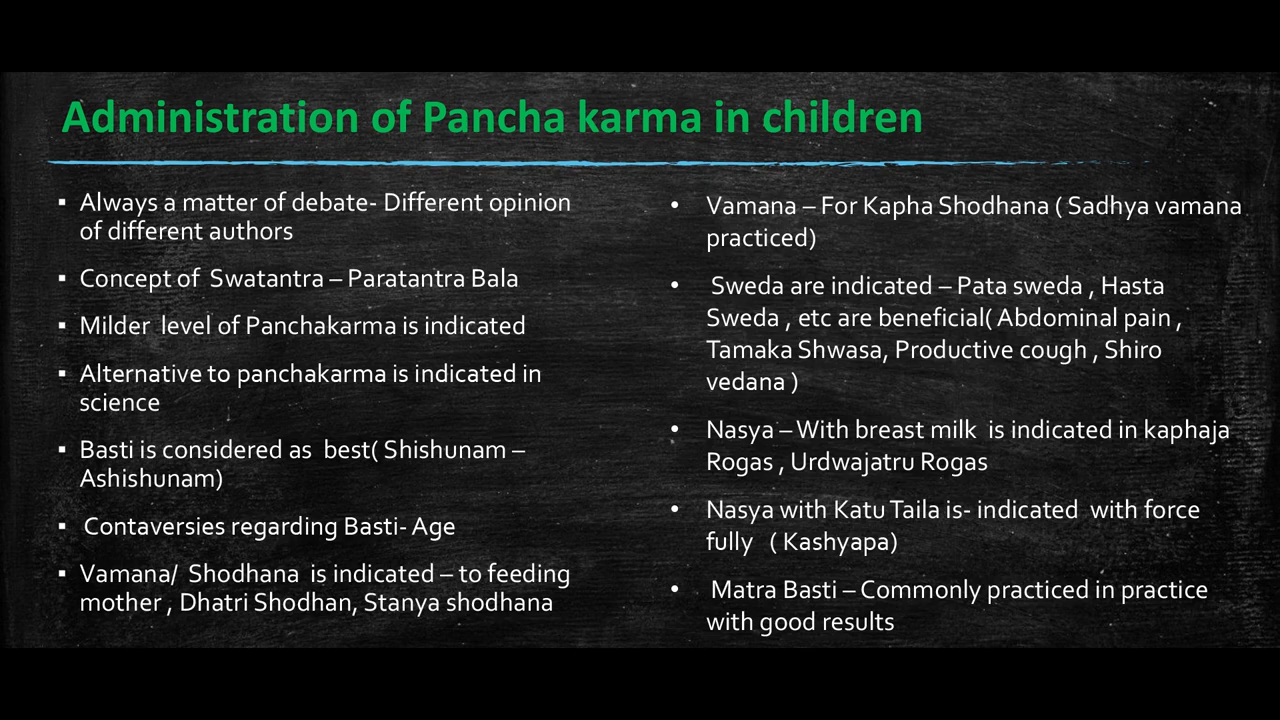 Administration of Pancha karma in children
▪ Always a matter of debate- Different opinion
of different authors
▪ Concept of Swatantra – Paratantra Bala
▪ Milder level of Panchakarma is indicated
▪ Alternative to panchakarma is indicated in
science
▪ Basti is considered as best( Shishunam –
Ashishunam)
▪ Contaversies regarding Basti- Age
▪ Vamana/ Shodhana is indicated – to feeding
mother , Dhatri Shodhan, Stanya shodhana
• Vamana – For Kapha Shodhana ( Sadhya vamana
practiced)
• Sweda are indicated – Pata sweda , Hasta
Sweda , etc are beneficial( Abdominal pain ,
Tamaka Shwasa, Productive cough , Shiro
vedana )
• Nasya – With breast milk is indicated in kaphaja
Rogas , Urdwajatru Rogas
• Nasya with Katu Taila is- indicated with force
fully ( Kashyapa)
• Matra Basti – Commonly practiced in practice
with good results